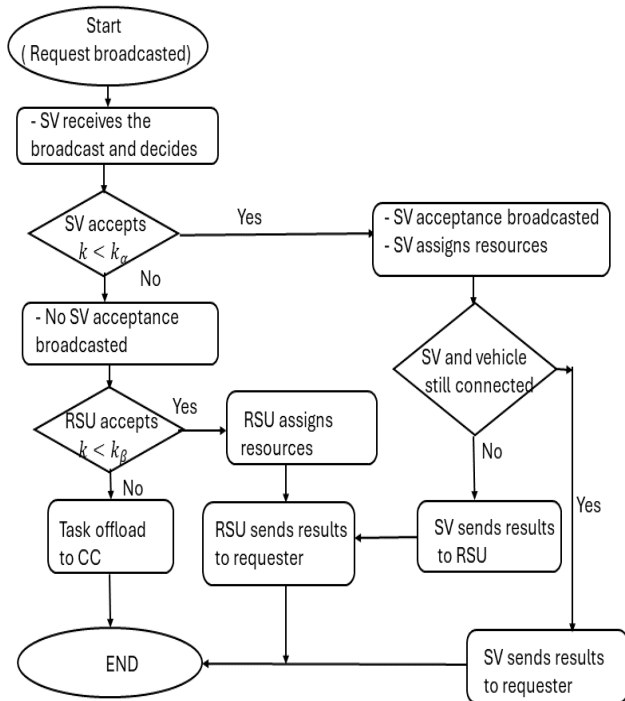 Start
( Request broadcasted)
- SV receives the
broadcast and decides
SV accepts
k < kα
Yes
No
- SV acceptance broadcasted
- SV assigns resources
- No SV acceptance
broadcasted
SV and vehicle
still connected
RSU accepts
k < kβ
Yes
No
RSU assigns
resources
No
Yes
Task offload
to CC
RSU sends results
to requester
SV sends results
to RSU
END
SV sends results
to requester